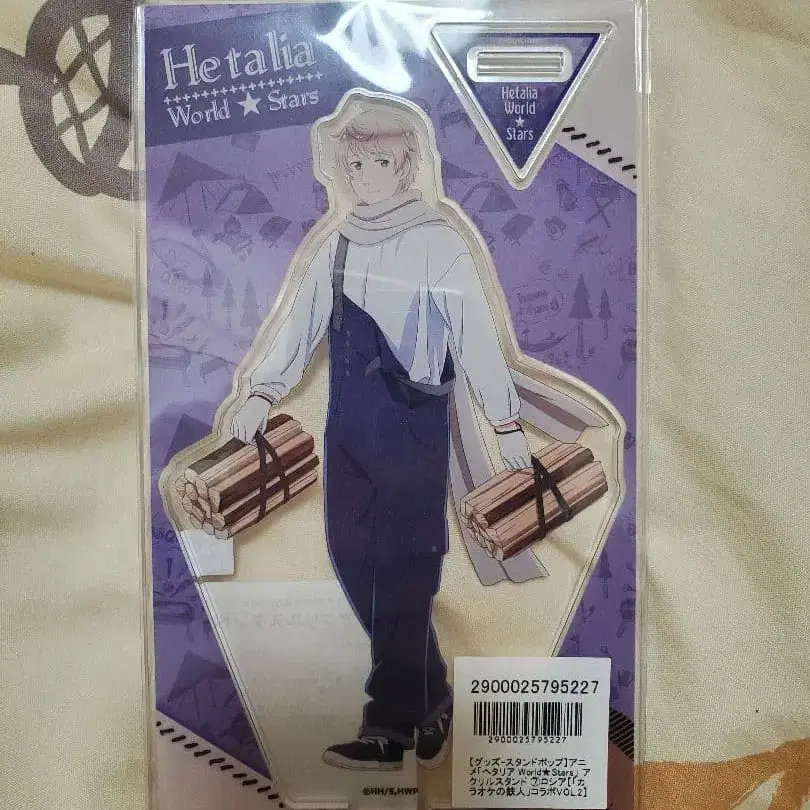 Hetalia
World ★ Stars
Hetalia
World
★
Stars
2900025795227
2900025795227
【グッズ-スタンドポップ】アニ
メ「ヘタリア World★Stars」 ア
クリルスタンド ⑦ロシア【「カ
ラオケの鉄人」コラボVOL.2】
©HH/S,HWP